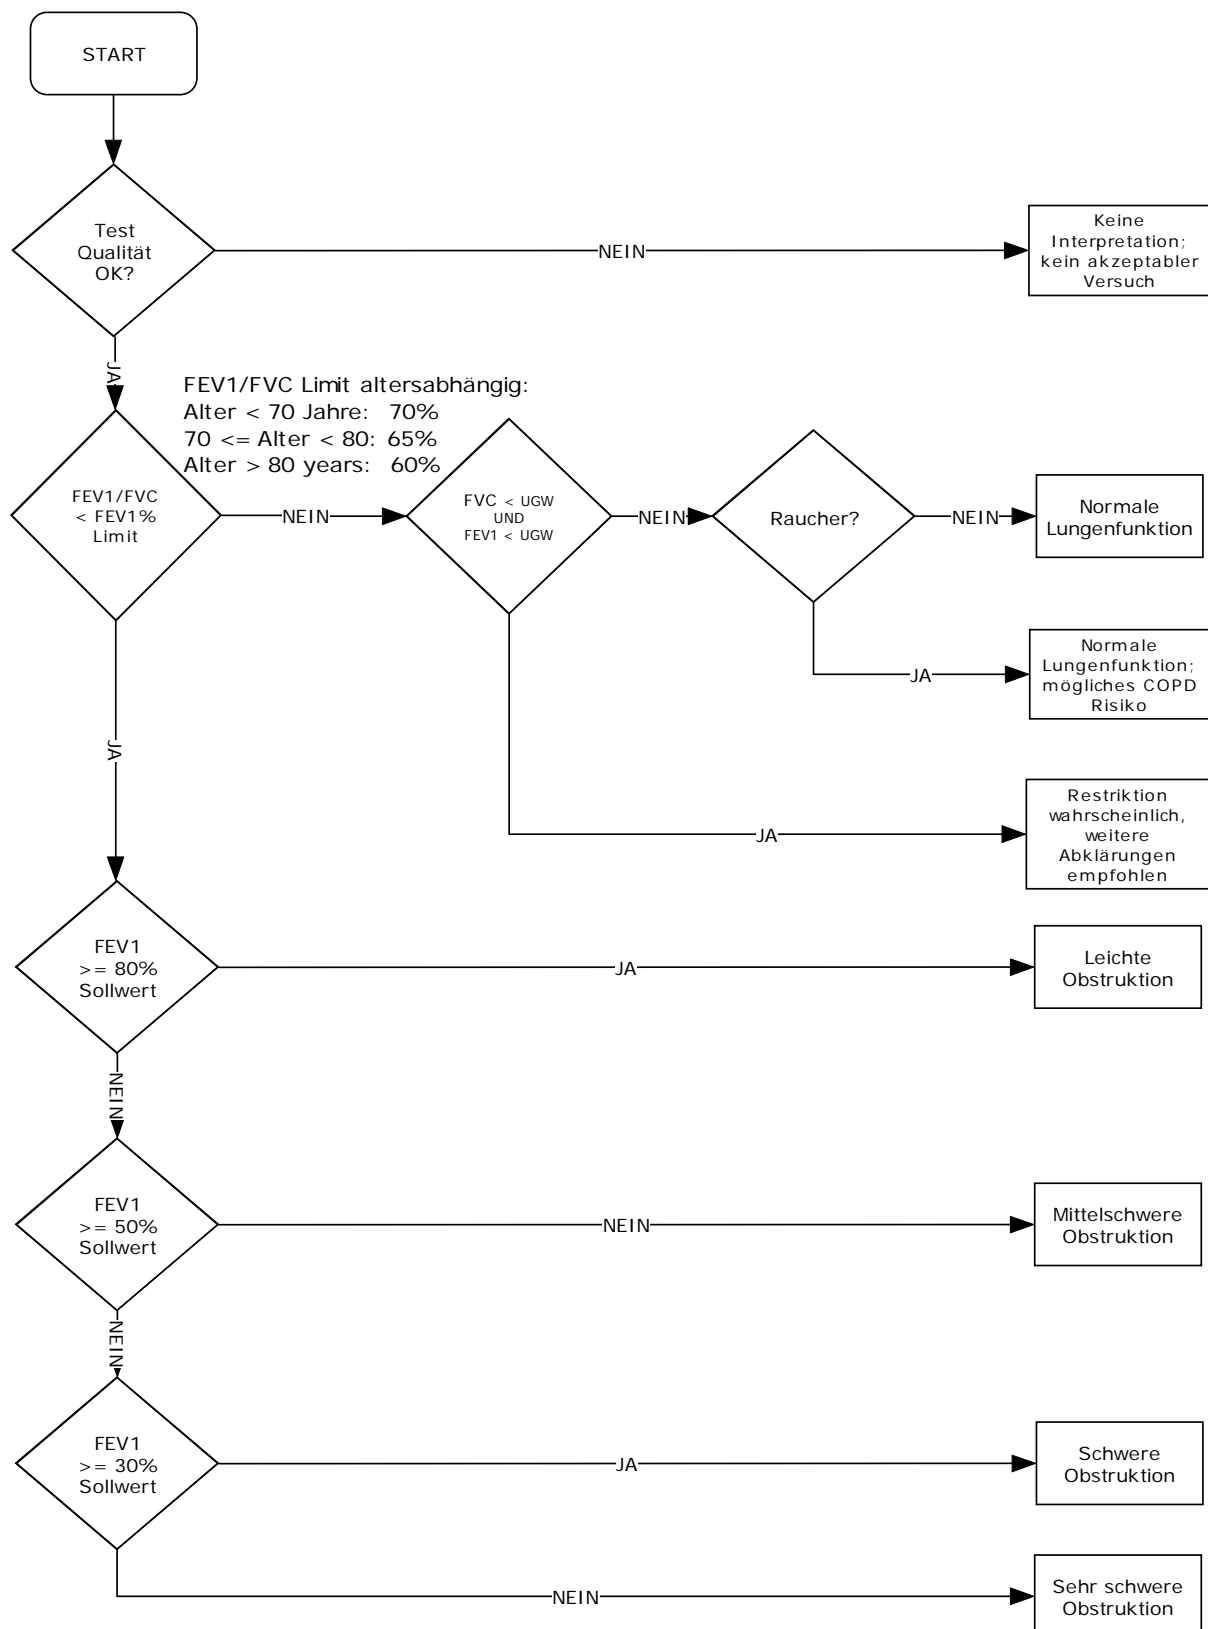 START
Test
Qualität
OK?
NEIN
Keine
Interpretation;
kein akzeptabler
Versuch
JA
FEV1/FVC Limit altersabhängig:
Alter < 70 Jahre: 70%
70 <= Alter < 80: 65%
Alter > 80 years: 60%
FEV1/FVC
< FEV1%
Limit
NEIN
FVC < UGW
UND
FEV1 < UGW
NEIN
Raucher?
NEIN
Normale
Lungenfunktion
JA
Normale
Lungenfunktion;
mögliches COPD
Risiko
JA
JA
Restriktion
wahrscheinlich,
weitere
Abklärungen
empfohlen
FEV1
>= 80%
Sollwert
JA
Leichte
Obstruktion
NEIN
FEV1
>= 50%
Sollwert
NEIN
Mittelschwere
Obstruktion
NEIN
FEV1
>= 30%
Sollwert
JA
Schwere
Obstruktion
NEIN
Sehr schwere
Obstruktion